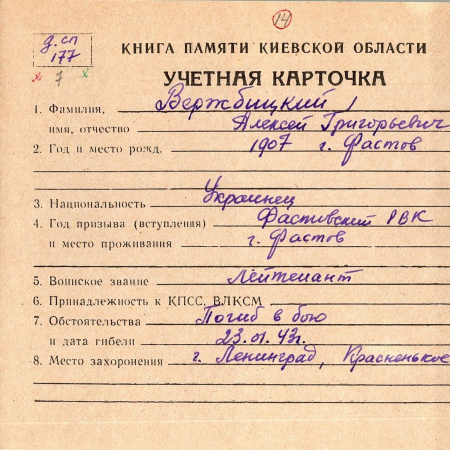 14
д. сп
177
х 7 х
КНИГА ПАМЯТИ КИЕВСКОЙ ОБЛАСТИ
УЧЕТНАЯ КАРТОЧКА
1. Фамилия, Вержбицкий
имя, отчество Алексей Григорьевич
2. Год и место рожд. 1907 г. Фастов
3. Национальность Украинец
4. Год призыва (вступления) Фастивский РВК
и место проживания г. Фастов
5. Воинское звание Лейтенант
6. Принадлежность к КПСС, ВЛКСМ
7. Обстоятельства Погиб в бою
и дата гибели 23.01.43г.
8. Место захоронения г. Ленинград, Красненькое